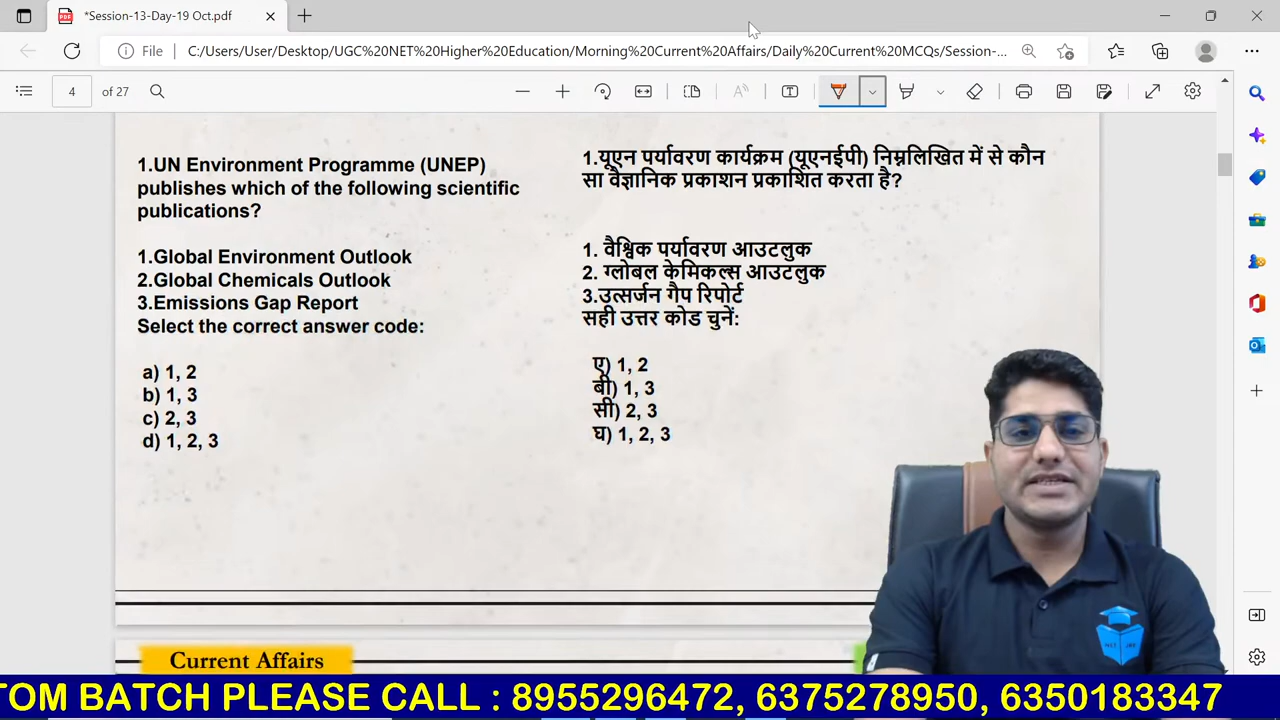 *Session-13-Day-19 Oct.pdf
File
C:/Users/User/Desktop/UGC%20NET%20Higher%20Education/Morning%20Current%20Affairs/Daily%20Current%20MCQs/Session-...
4 of 27
1.UN Environment Programme (UNEP)
publishes which of the following scientific
publications?
1.Global Environment Outlook
2.Global Chemicals Outlook
3.Emissions Gap Report
Select the correct answer code:
a) 1, 2
b) 1, 3
c) 2, 3
d) 1, 2, 3
1.यूएन पर्यावरण कार्यक्रम (यूएनईपी) निम्नलिखित में से कौन
सा वैज्ञानिक प्रकाशन प्रकाशित करता है?
1. वैश्विक पर्यावरण आउटलुक
2. ग्लोबल केमिकल्स आउटलुक
3.उत्सर्जन गैप रिपोर्ट
सही उत्तर कोड चुनें:
ए) 1, 2
बी) 1, 3
सी) 2, 3
घ) 1, 2, 3
Current Affairs
TOM BATCH PLEASE CALL : 8955296472, 6375278950, 6350183347